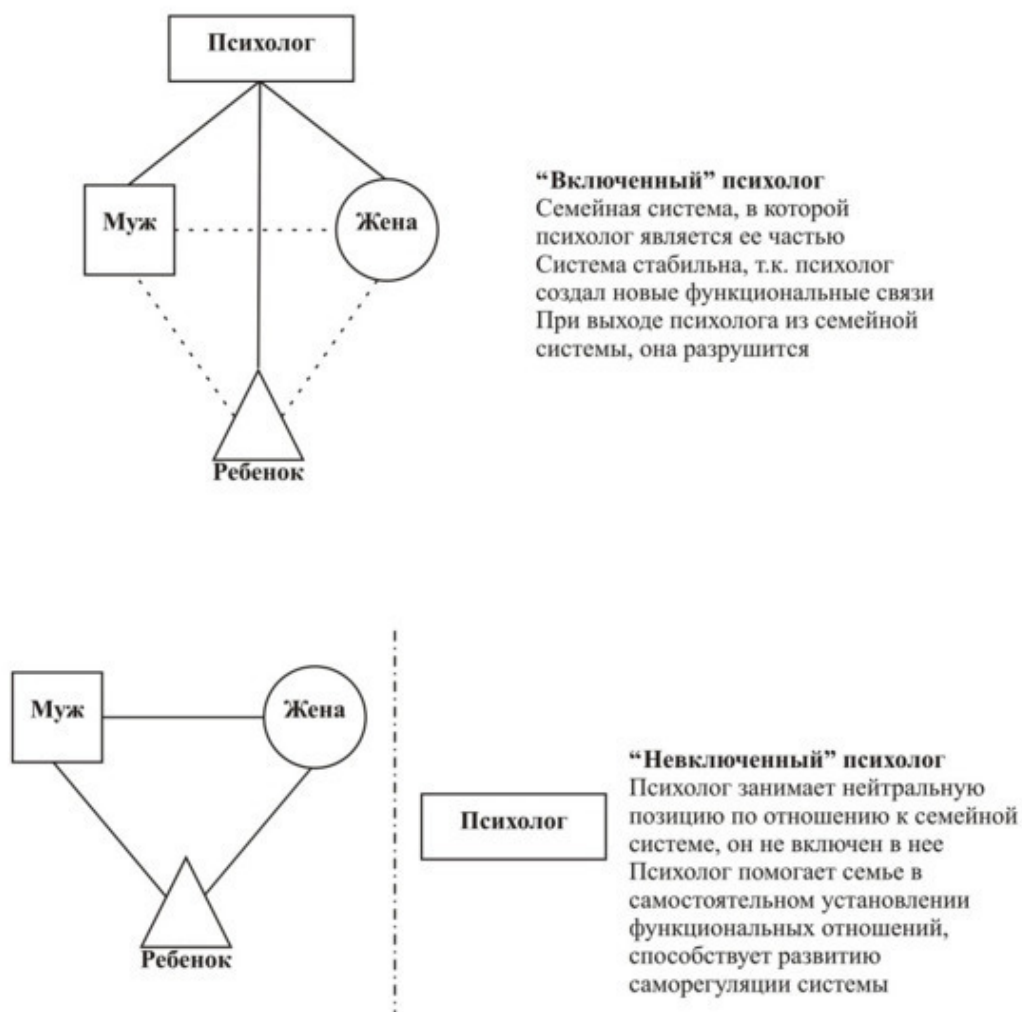 Психолог
Муж
Жена
Ребенок
“Включенный” психолог
Семейная система, в которой
психолог является ее частью
Система стабильна, т.к. психолог
создал новые функциональные связи
При выходе психолога из семейной
системы, она разрушится
Муж
Жена
Ребенок
Психолог
“Невключенный” психолог
Психолог занимает нейтральную
позицию по отношению к семейной
системе, он не включен в нее
Психолог помогает семье в
самостоятельном установлении
функциональных отношений,
способствует развитию
саморегуляции системы